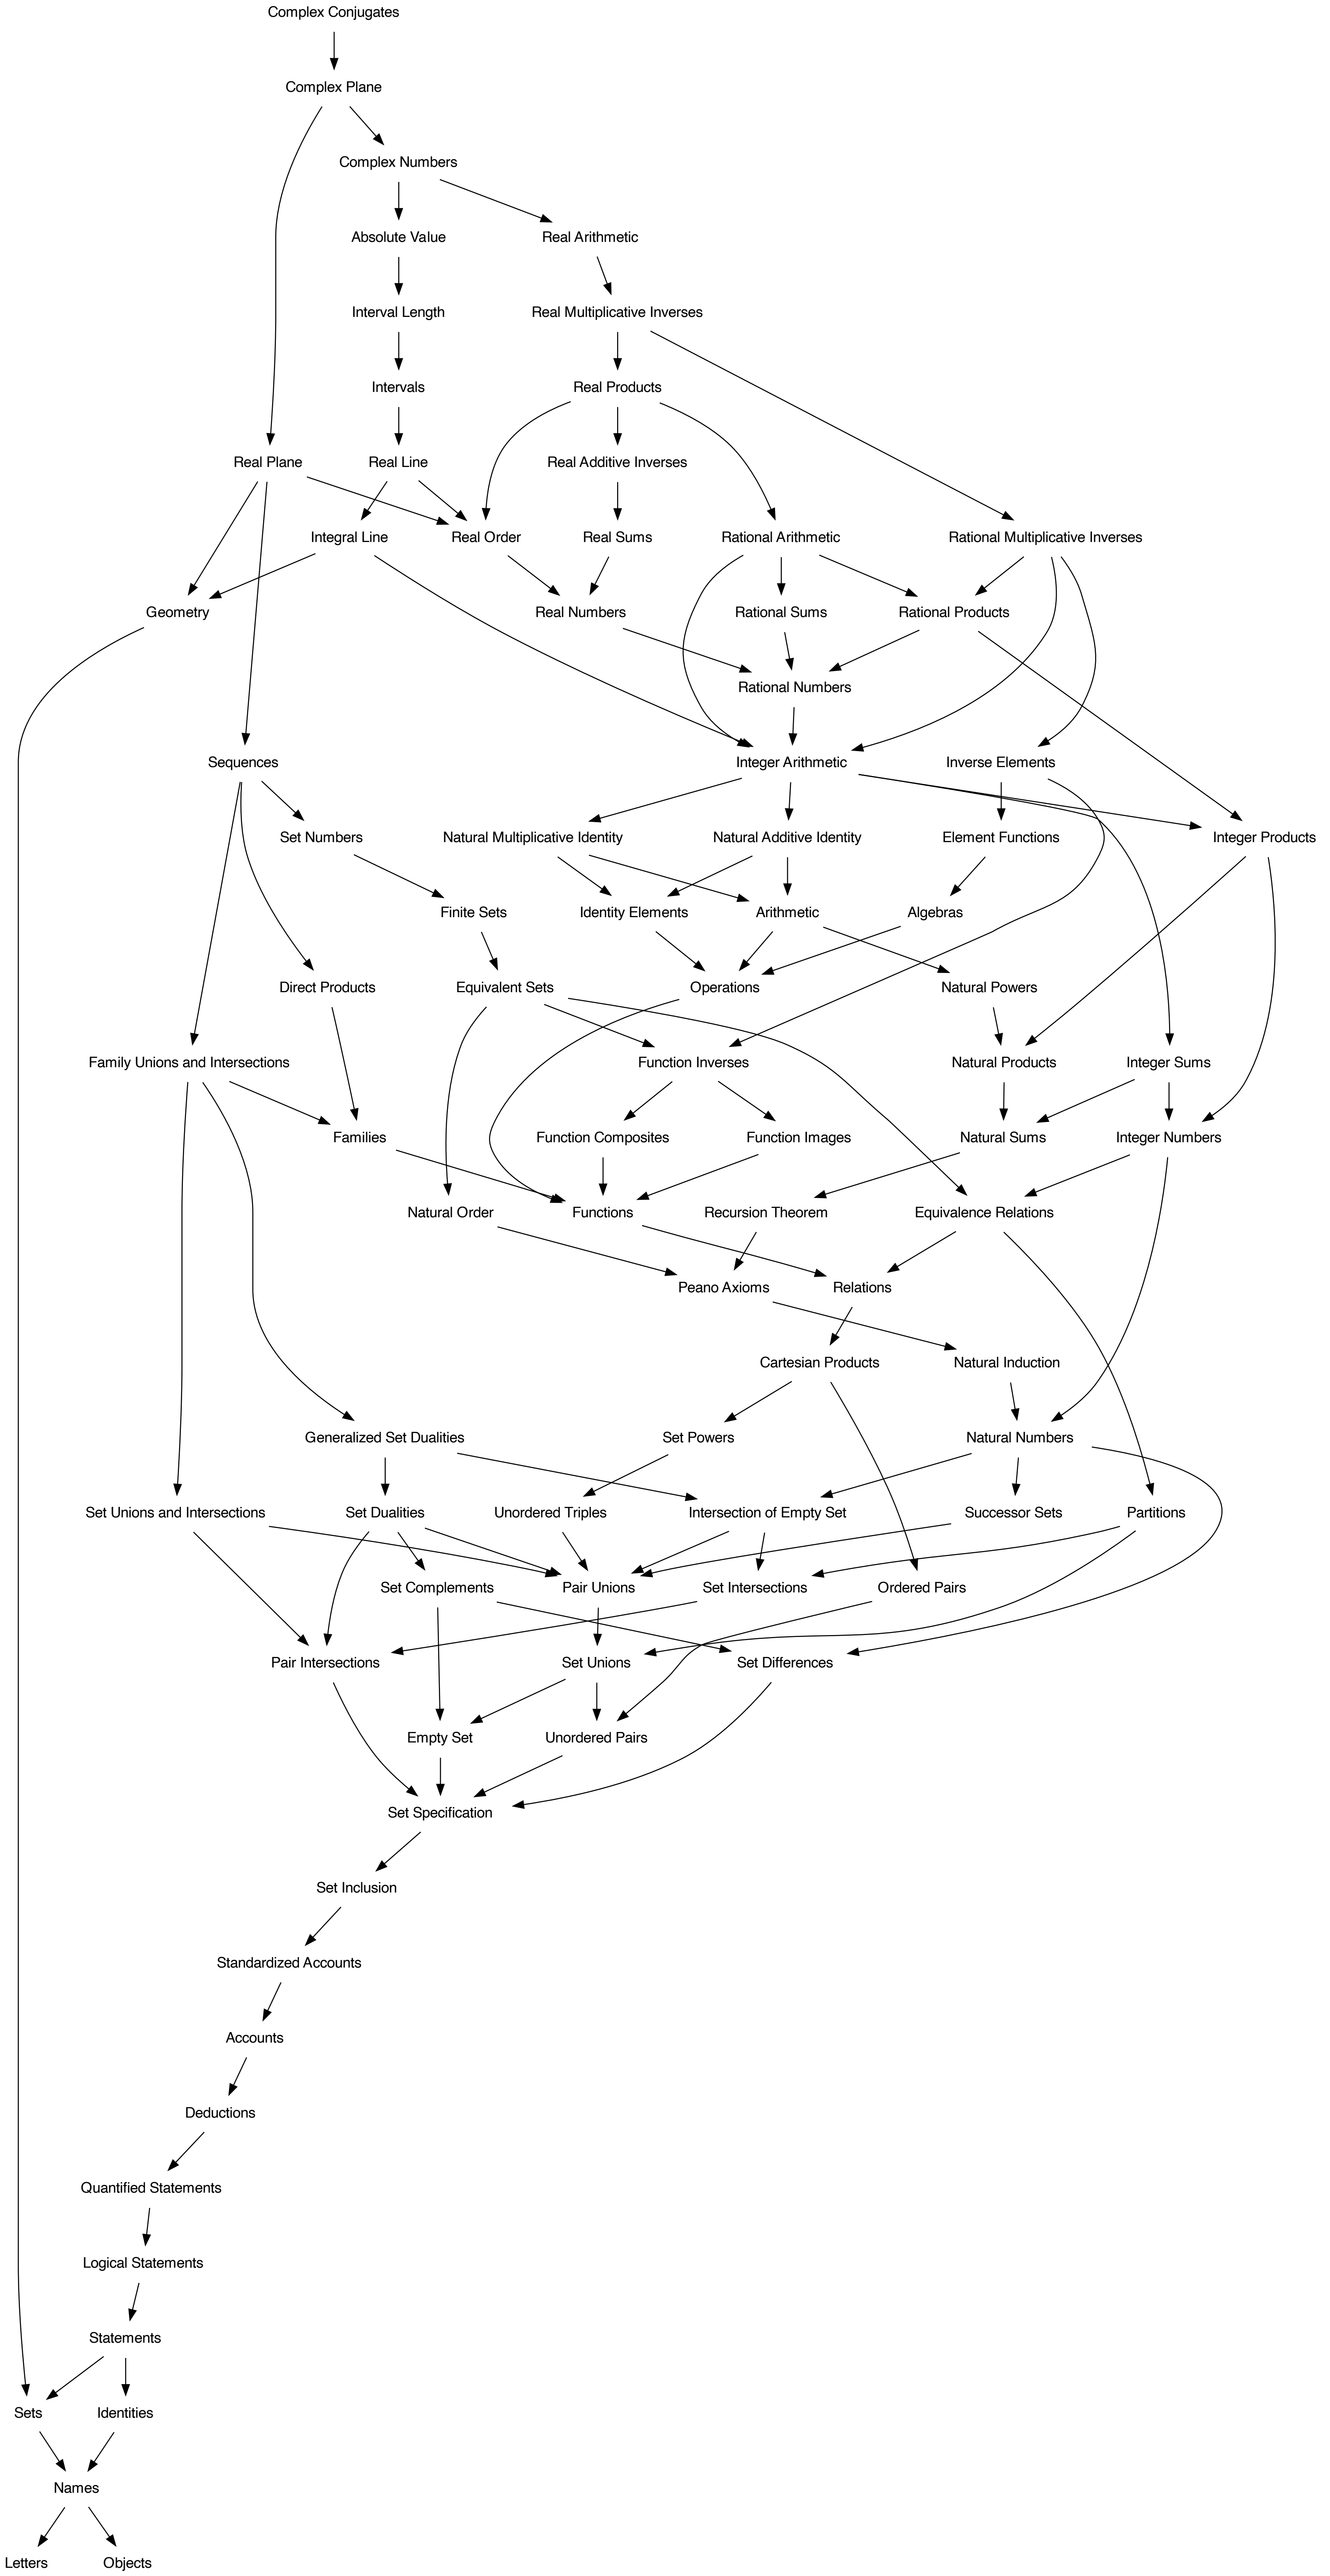 Complex Conjugates
Complex Plane
Complex Numbers
Absolute Value
Real Arithmetic
Interval Length
Real Multiplicative Inverses
Intervals
Real Products
Real Plane
Real Line
Real Additive Inverses
Integral Line
Real Order
Real Sums
Rational Arithmetic
Rational Multiplicative Inverses
Geometry
Real Numbers
Rational Sums
Rational Products
Rational Numbers
Sequences
Integer Arithmetic
Inverse Elements
Set Numbers
Natural Multiplicative Identity
Natural Additive Identity
Element Functions
Integer Products
Finite Sets
Identity Elements
Arithmetic
Algebras
Direct Products
Equivalent Sets
Operations
Natural Powers
Family Unions and Intersections
Function Inverses
Natural Products
Integer Sums
Families
Function Composites
Function Images
Natural Sums
Integer Numbers
Natural Order
Functions
Recursion Theorem
Equivalence Relations
Peano Axioms
Relations
Cartesian Products
Natural Induction
Generalized Set Dualities
Set Powers
Natural Numbers
Set Unions and Intersections
Set Dualities
Unordered Triples
Intersection of Empty Set
Successor Sets
Partitions
Set Complements
Pair Unions
Set Intersections
Ordered Pairs
Pair Intersections
Set Unions
Set Differences
Empty Set
Unordered Pairs
Set Specification
Set Inclusion
Standardized Accounts
Accounts
Deductions
Quantified Statements
Logical Statements
Statements
Sets
Identities
Names
Letters
Objects